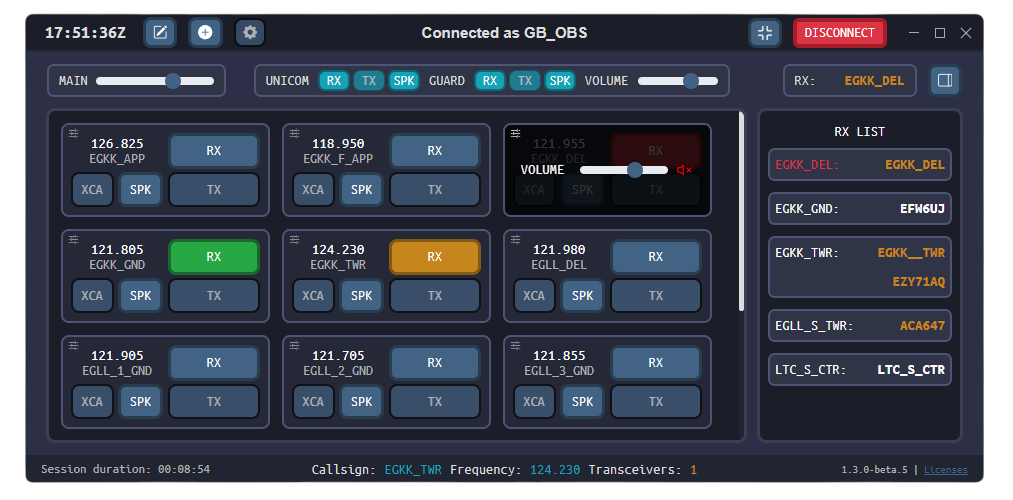 17:51:36Z Connected as GB_OBS DISCONNECT
MAIN UNICOM RX TX SPK GUARD RX TX SPK VOLUME RX: EGKK_DEL
126.825 RX
EGKK_APP
XCA SPK TX
118.950 RX
EGKK_F_APP
XCA SPK TX
121.955 RX
EGKK_DEL
VOLUME
XCA SPK TX
121.805 RX
EGKK_GND
XCA SPK TX
124.230 RX
EGKK_TWR
XCA SPK TX
121.980 RX
EGLL_DEL
XCA SPK TX
121.905 RX
EGLL_1_GND
XCA SPK TX
121.705 RX
EGLL_2_GND
XCA SPK TX
121.855 RX
EGLL_3_GND
XCA SPK TX
RX LIST
EGKK_DEL: EGKK_DEL
EGKK_GND: EFW6UJ
EGKK_TWR: EGKK__TWR
EZY71AQ
EGLL_S_TWR: ACA647
LTC_S_CTR: LTC_S_CTR
Session duration: 00:08:54 Callsign: EGKK_TWR Frequency: 124.230 Transceivers: 1 1.3.0-beta.5 | Licenses